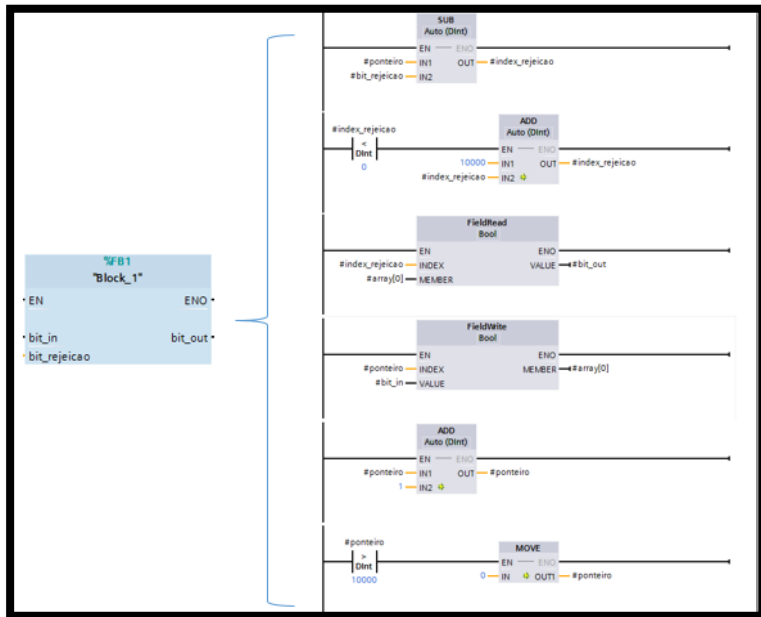 SUB
Auto (DInt)
EN ENO
#ponteiro IN1 OUT #index_rejeicao
#bit_rejeicao IN2
#index_rejeicao
<
DInt
0
ADD
Auto (DInt)
EN ENO
10000 IN1 OUT #index_rejeicao
#index_rejeicao IN2
FieldRead
Bool
EN ENO
#index_rejeicao INDEX VALUE #bit_out
#array[0] MEMBER
%FB1
"Block_1"
EN ENO
bit_in bit_out
bit_rejeicao
FieldWrite
Bool
EN ENO
#ponteiro INDEX MEMBER #array[0]
#bit_in VALUE
ADD
Auto (DInt)
EN ENO
#ponteiro IN1 OUT #ponteiro
1 IN2
#ponteiro
>
DInt
10000
MOVE
EN ENO
0 IN OUT1 #ponteiro